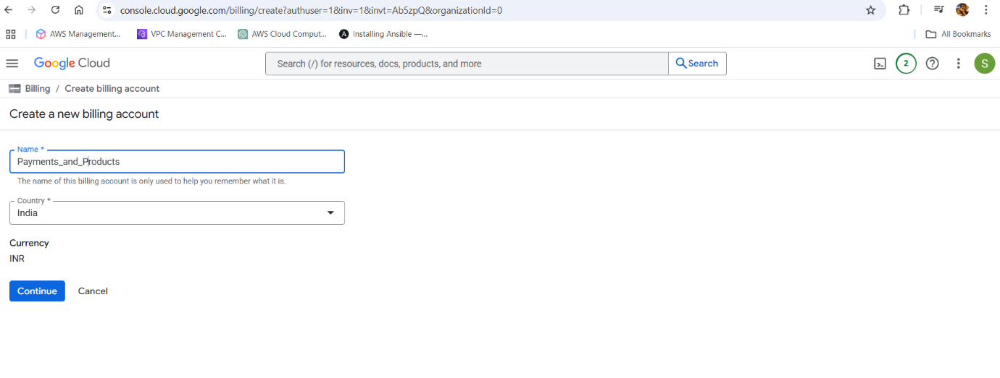 console.cloud.google.com/billing/create?authuser=1&inv=1&invt=Ab5zpQ&organizationId=0
AWS Management... VPC Management C... AWS Cloud Comput... Installing Ansible —... All Bookmarks
Google Cloud Search (/) for resources, docs, products, and more Search 2 S
Billing / Create billing account
Create a new billing account
Name *
Payments_and_Products
The name of this billing account is only used to help you remember what it is.
Country *
India
Currency
INR
Continue Cancel